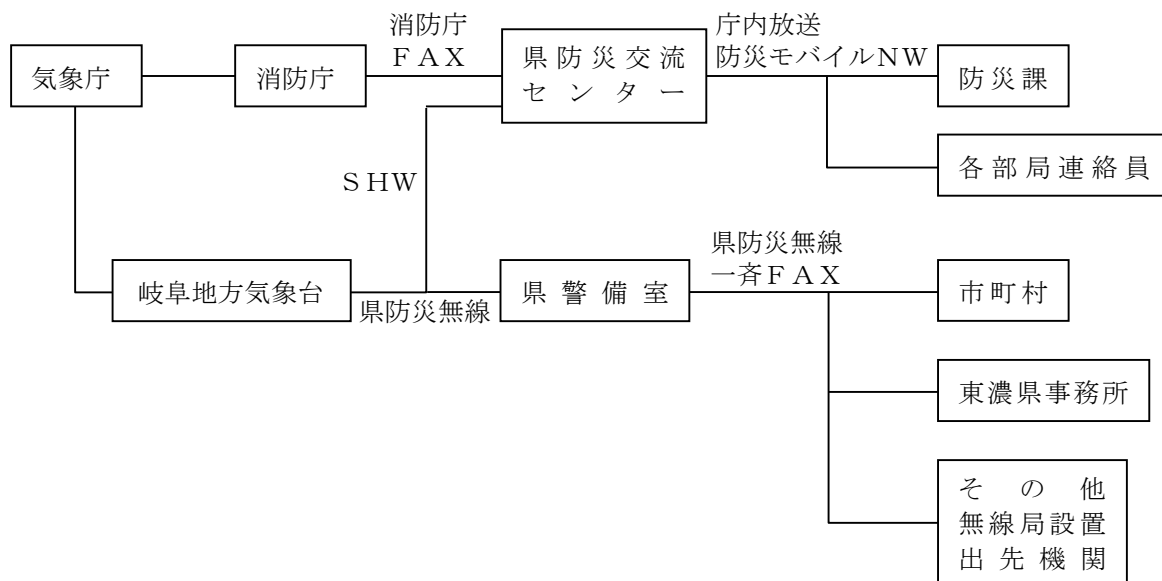 消防庁
ＦＡＸ
庁内放送
防災モバイルＮＷ
気象庁
消防庁
県防災交流
センター
防災課
各部局連絡員
ＳＨＷ
県防災無線
一斉ＦＡＸ
岐阜地方気象台
県防災無線
県警備室
市町村
東濃県事務所
その他
無線局設置
出先機関